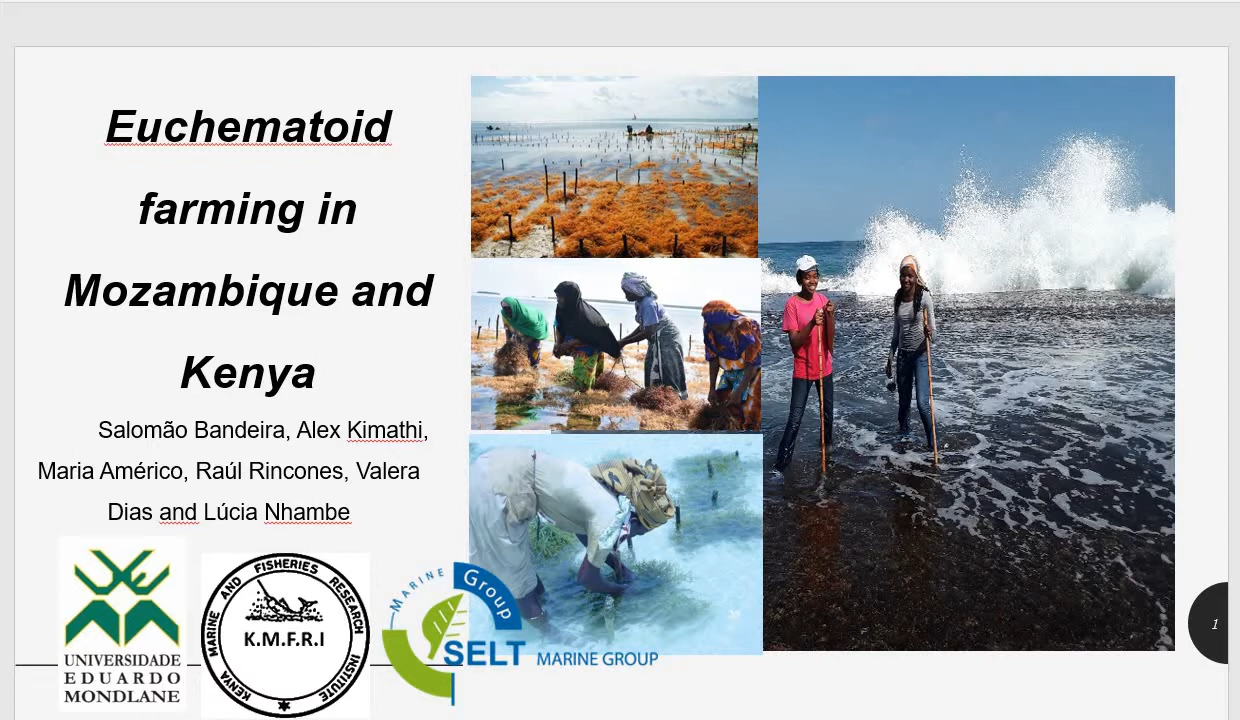 Euchematoid
farming in
Mozambique and
Kenya
Salomão Bandeira, Alex Kimathi,
Maria Américo, Raúl Rincones, Valera
Dias and Lúcia Nhambe
UNIVERSIDADE
EDUARDO
MONDLANE
KENYA MARINE AND FISHERIES RESEARCH INSTITUTE
K.M.F.R.I
MARINE Group
SELT MARINE GROUP
1